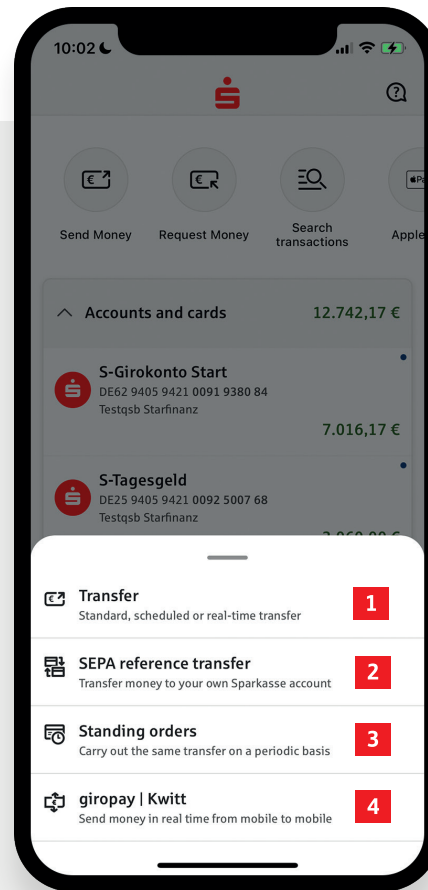 10:02
Send Money
Request Money
Search
transactions
Apple
Pa
Accounts and cards 12.742,17 €
S-Girokonto Start
DE62 9405 9421 0091 9380 84
Testqsb Starfinanz
7.016,17 €
S-Tagesgeld
DE25 9405 9421 0092 5007 68
Testqsb Starfinanz
Transfer
Standard, scheduled or real-time transfer
1
SEPA reference transfer
Transfer money to your own Sparkasse account
2
Standing orders
Carry out the same transfer on a periodic basis
3
giropay | Kwitt
Send money in real time from mobile to mobile
4